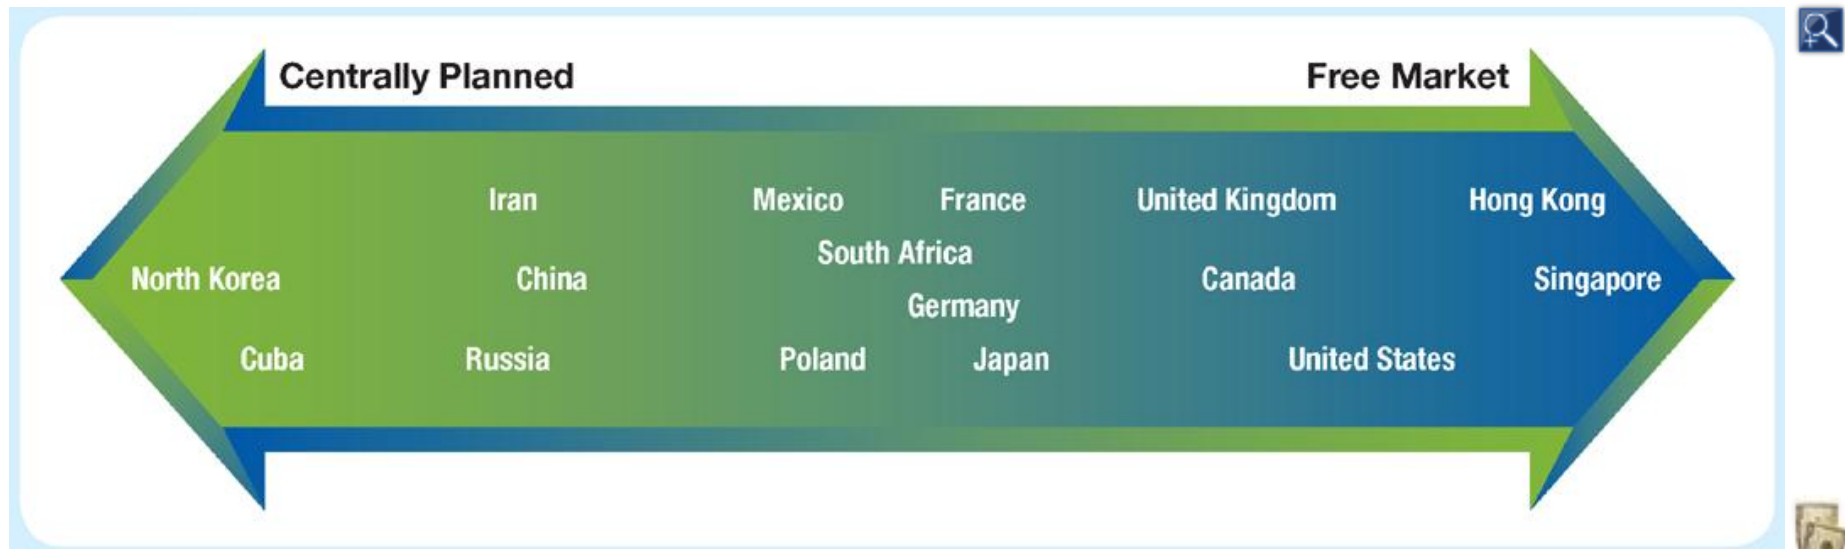 Centrally Planned Free Market
Iran Mexico France United Kingdom Hong Kong
South Africa
North Korea China Canada Singapore
Germany
Cuba Russia Poland Japan United States